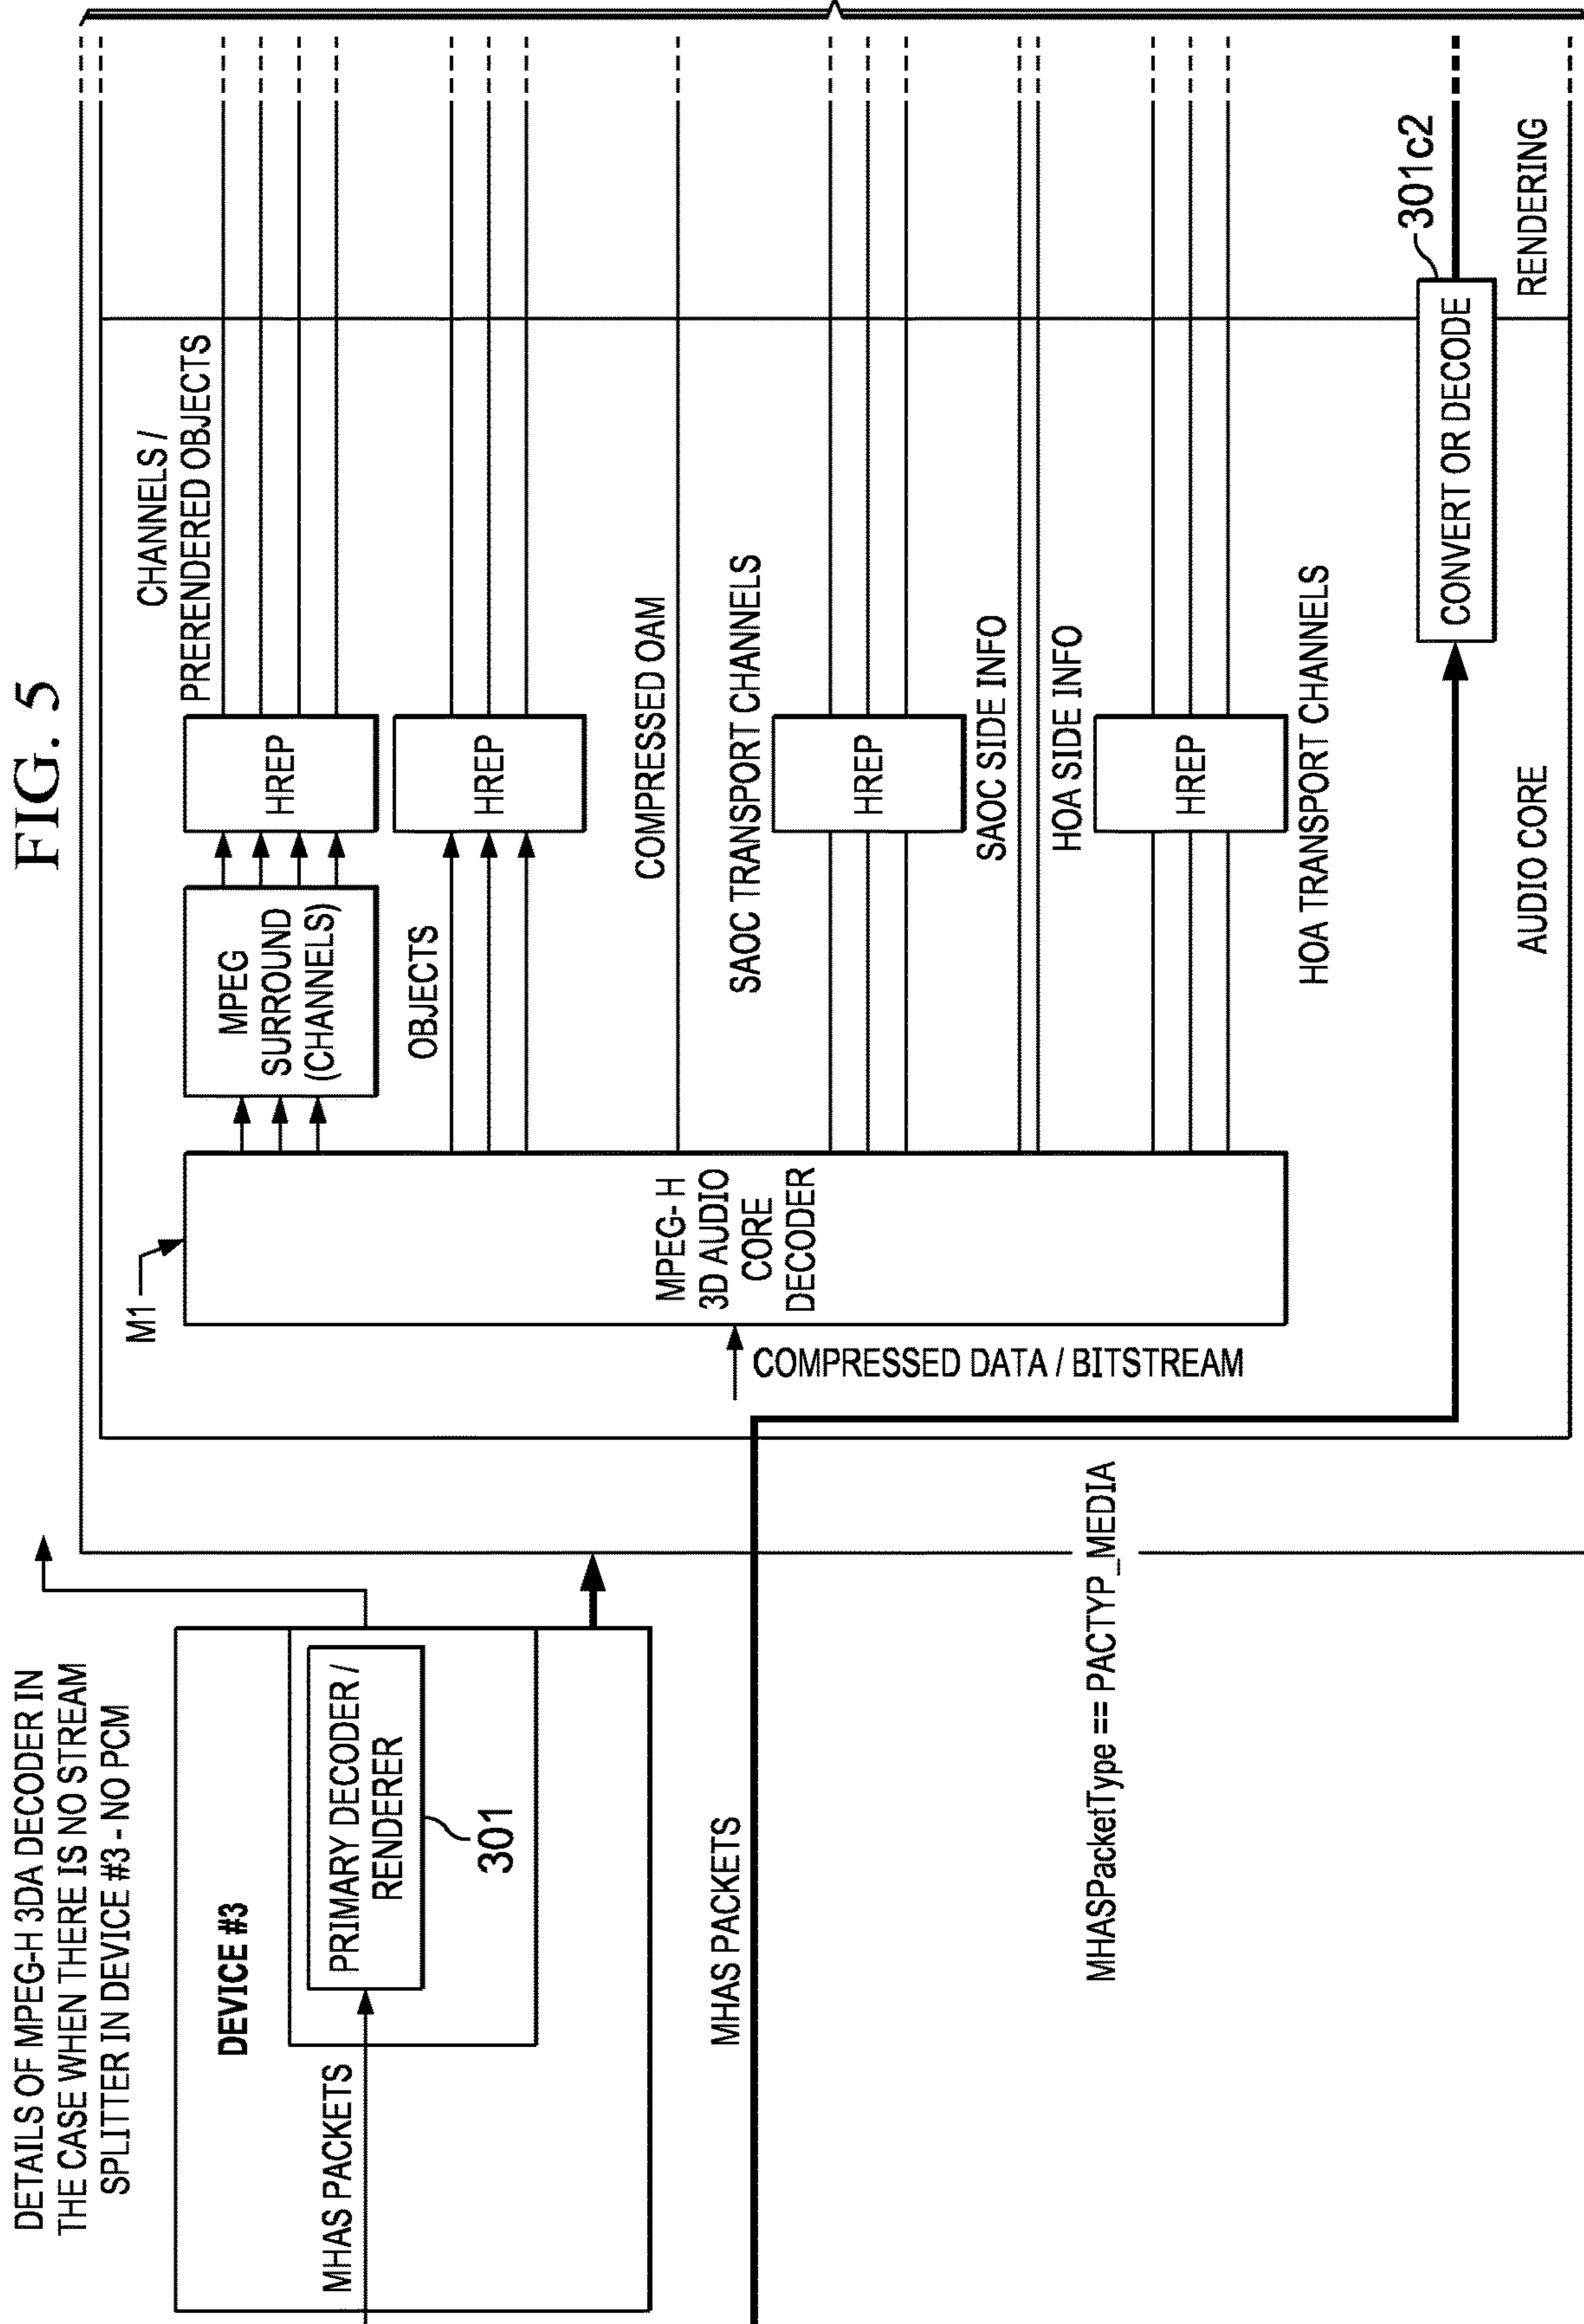 FIG. 5
DETAILS OF MPEG-H 3DA DECODER IN
THE CASE WHEN THERE IS NO STREAM
SPLITTER IN DEVICE #3 - NO PCM
DEVICE #3
MHAS PACKETS
PRIMARY DECODER /
RENDERER
301
MHAS PACKETS
MHASPacketType == PACTYP_MEDIA
M1
COMPRESSED DATA / BITSTREAM
MPEG- H
3D AUDIO
CORE
DECODER
MPEG
SURROUND
(CHANNELS)
HREP
CHANNELS /
PRERENDERED OBJECTS
OBJECTS
HREP
COMPRESSED OAM
SAOC TRANSPORT CHANNELS
HREP
SAOC SIDE INFO
HOA SIDE INFO
HREP
HOA TRANSPORT CHANNELS
CONVERT OR DECODE
301c2
AUDIO CORE
RENDERING